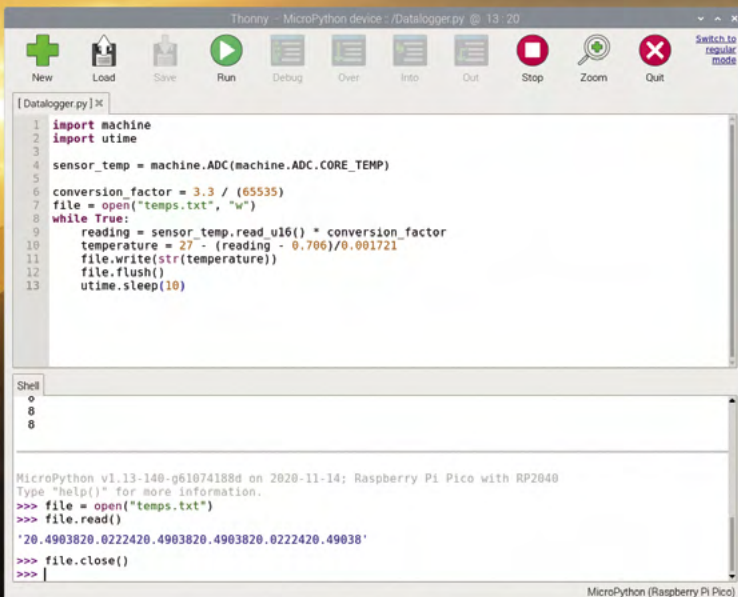 Thonny - MicroPython device : /Datalogger.py @ 13 : 20
New Load Save Run Debug Over Into Out Stop Zoom Quit
Switch to
regular
mode
[ Datalogger.py ] ✕
1 import machine
2 import utime
3
4 sensor_temp = machine.ADC(machine.ADC.CORE_TEMP)
5
6 conversion_factor = 3.3 / (65535)
7 file = open("temps.txt", "w")
8 while True:
9     reading = sensor_temp.read_u16() * conversion_factor
10     temperature = 27 - (reading - 0.706)/0.001721
11     file.write(str(temperature))
12     file.flush()
13     utime.sleep(10)
Shell
8
8
MicroPython v1.13-140-g61074188d on 2020-11-14; Raspberry Pi Pico with RP2040
Type "help()" for more information.
>>> file = open("temps.txt")
>>> file.read()
'20.4903820.0222420.4903820.4903820.0222420.49038'
>>> file.close()
>>>
MicroPython (Raspberry Pi Pico)